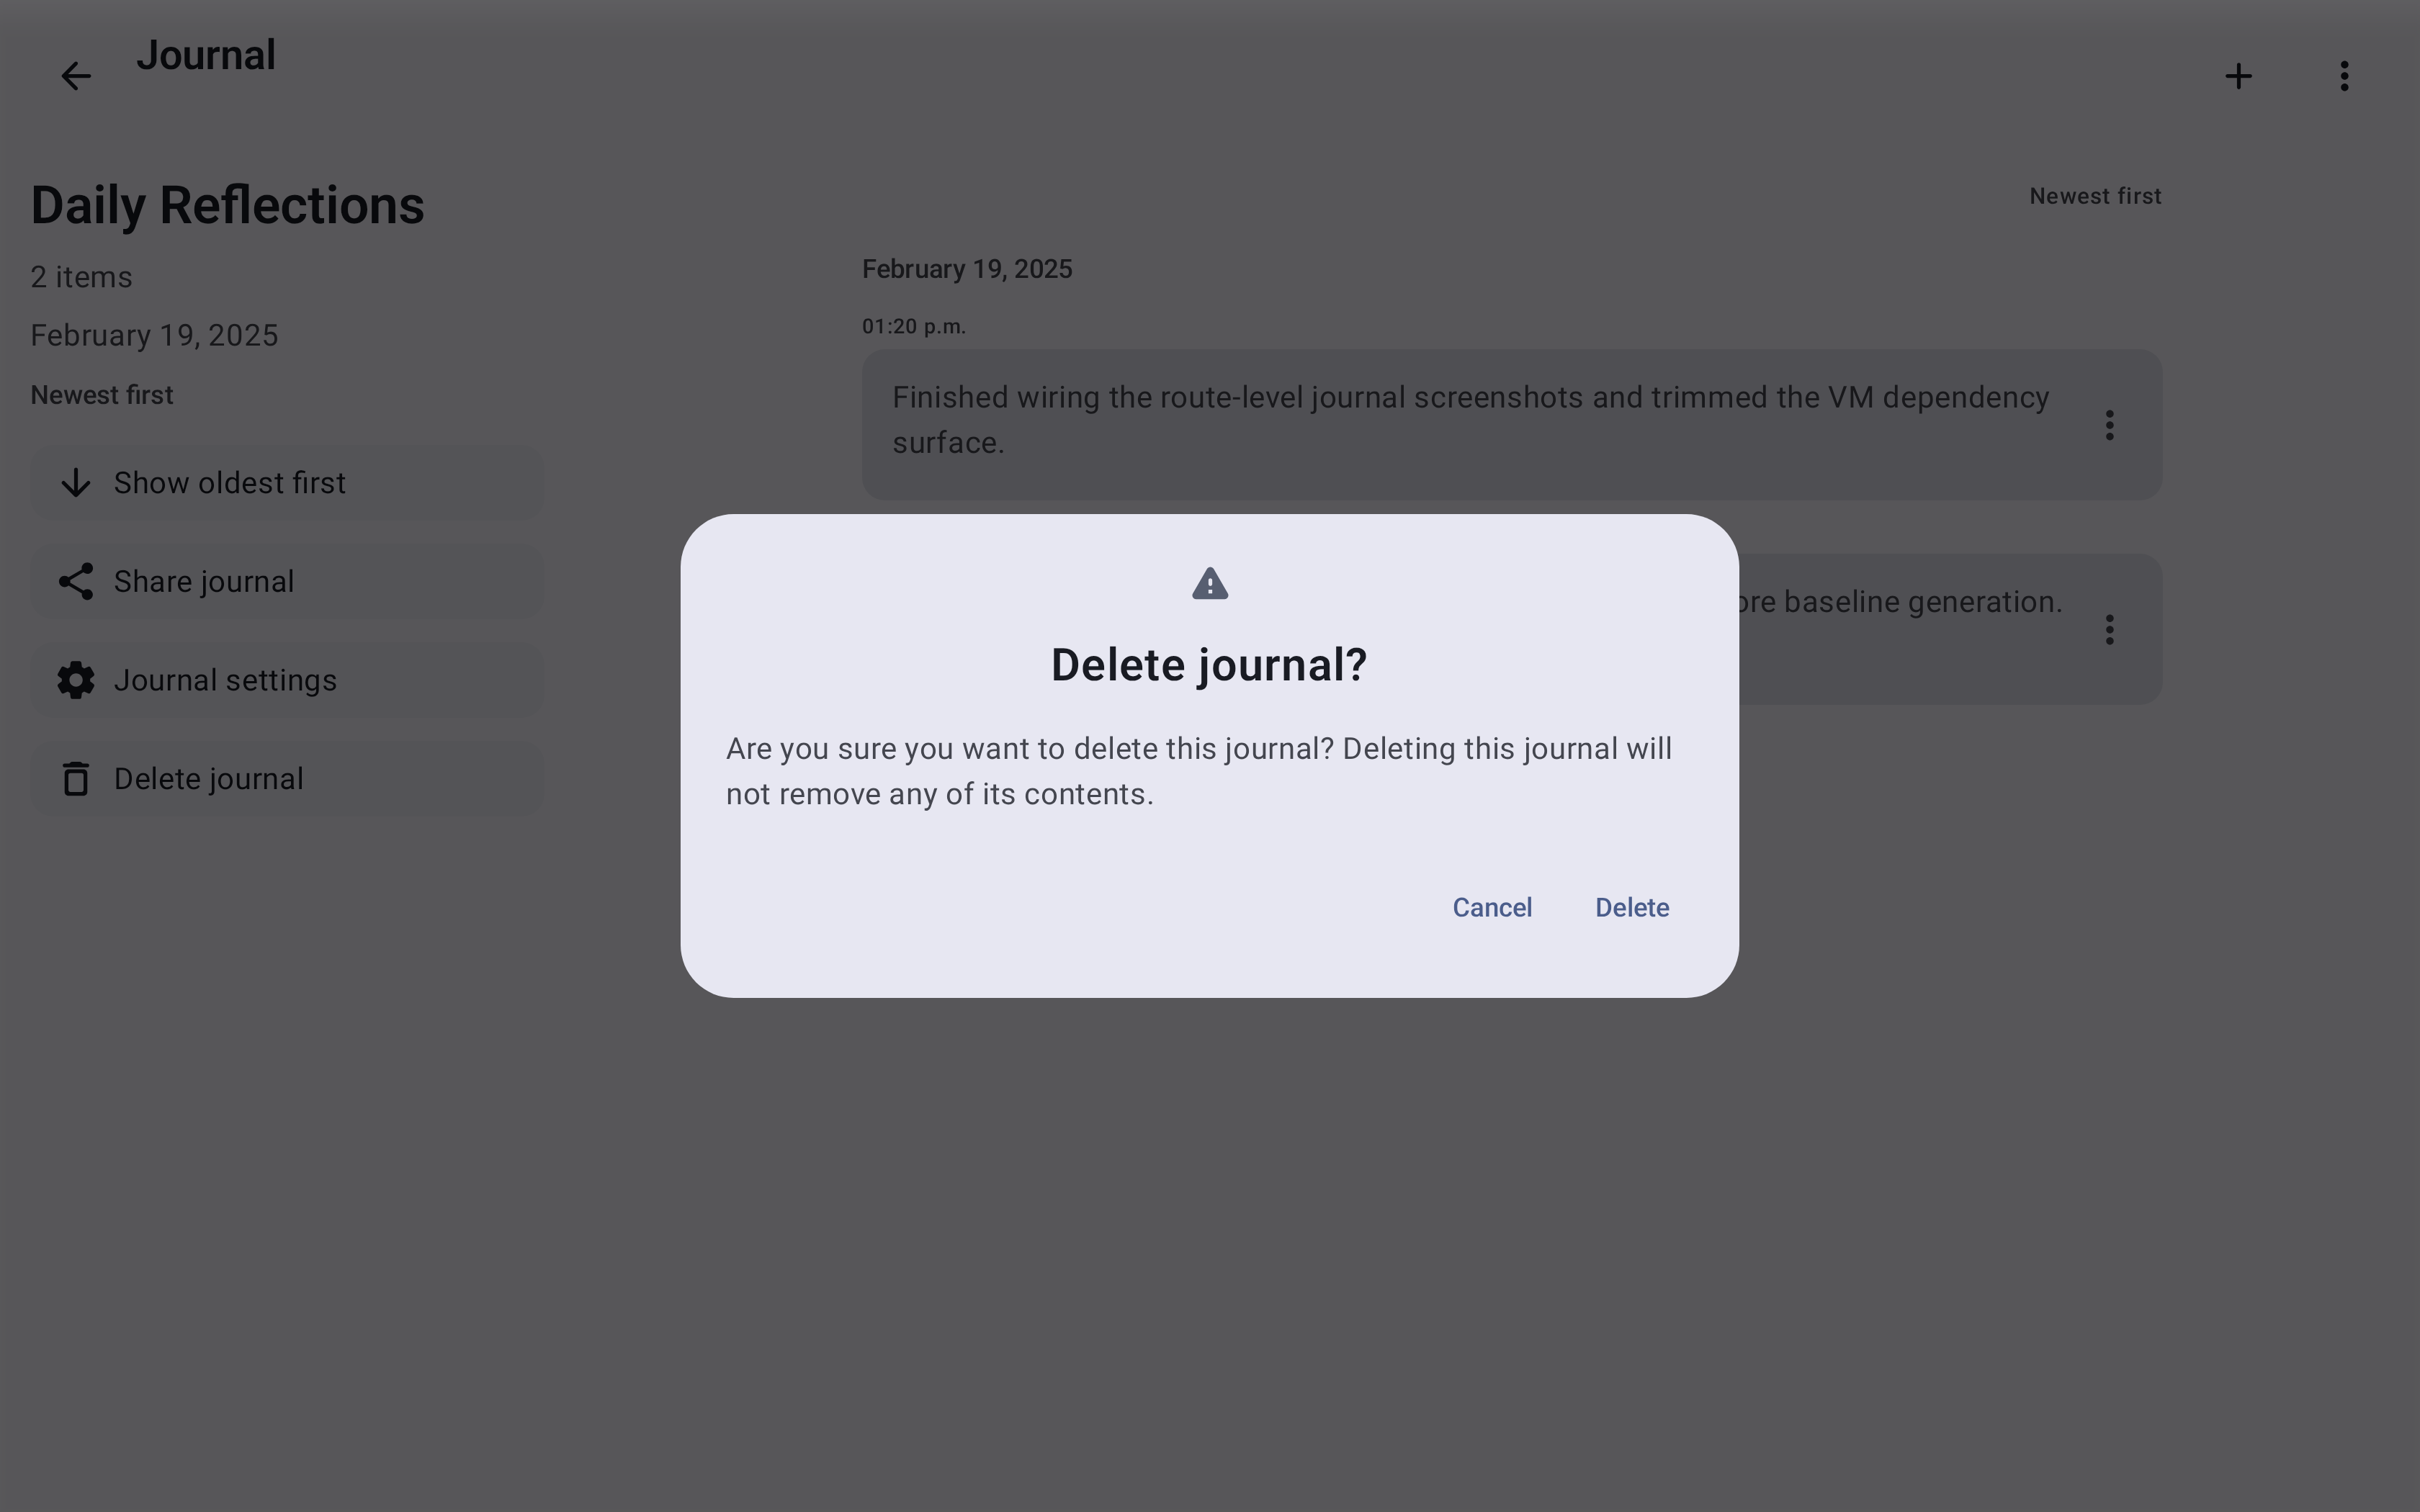 Journal
Daily Reflections
2 items
February 19, 2025
Newest first
Show oldest first
Share journal
Journal settings
Delete journal
Newest first
February 19, 2025
01:20 p.m.
Finished wiring the route-level journal screenshots and trimmed the VM dependency
surface.
baseline generation.
Delete journal?
Are you sure you want to delete this journal? Deleting this journal will
not remove any of its contents.
Cancel
Delete